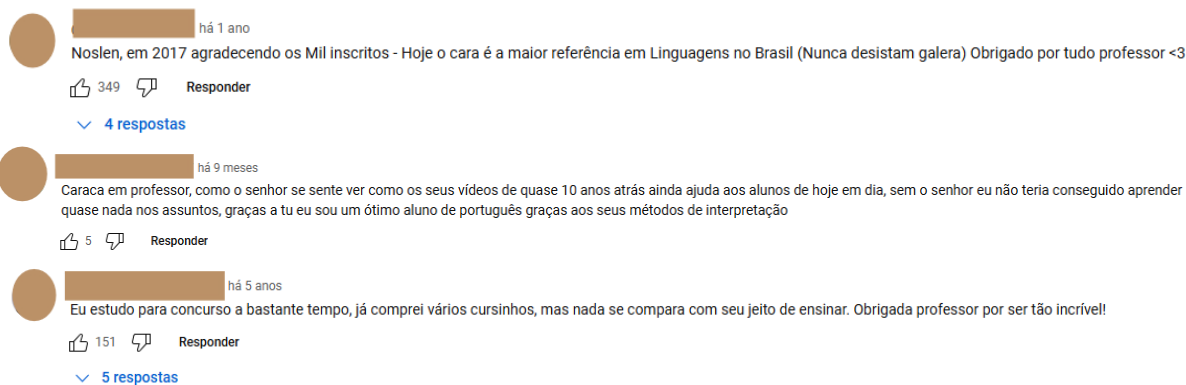 há 1 ano
Noslen, em 2017 agradecendo os Mil inscritos - Hoje o cara é a maior referência em Linguagens no Brasil (Nunca desistam galera) Obrigado por tudo professor <3
349 Responder
4 respostas
há 9 meses
Caraca em professor, como o senhor se sente ver como os seus vídeos de quase 10 anos atrás ainda ajuda aos alunos de hoje em dia, sem o senhor eu não teria conseguido aprender
quase nada nos assuntos, graças a tu eu sou um ótimo aluno de português graças aos seus métodos de interpretação
5 Responder
há 5 anos
Eu estudo para concurso a bastante tempo, já comprei vários cursinhos, mas nada se compara com seu jeito de ensinar. Obrigada professor por ser tão incrível!
151 Responder
5 respostas